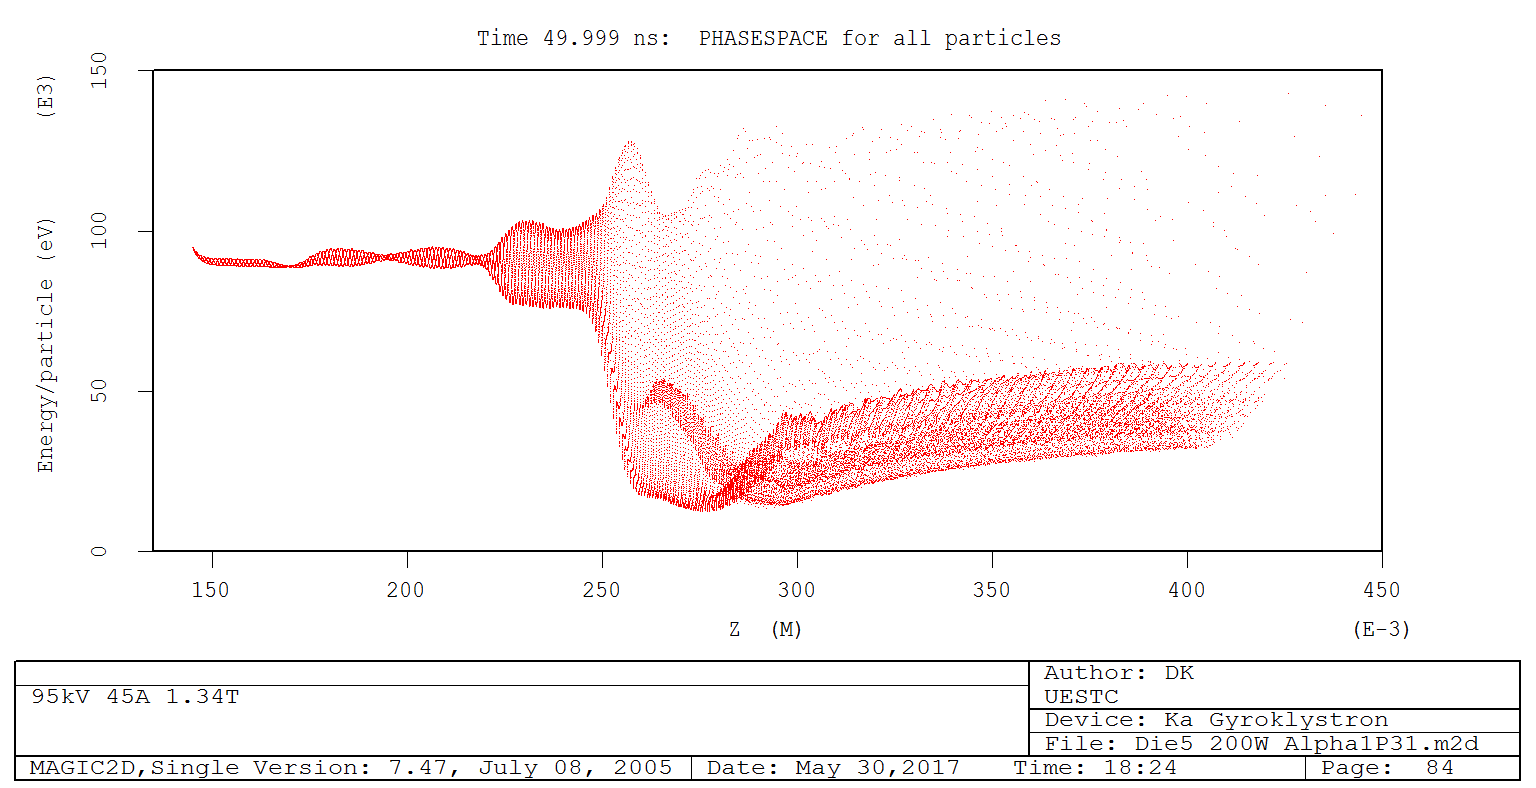 Time 49.999 ns:  PHASESPACE for all particles
(E3)
Energy/particle (eV)
150
100
50
0
150
200
250
300
350
400
450
Z  (M)
(E-3)
95kV 45A 1.34T
Author: DK
UESTC
Device: Ka Gyroklystron
File: Die5 200W Alpha1P31.m2d
MAGIC2D,Single Version: 7.47, July 08, 2005
Date: May 30,2017
Time: 18:24
Page:  84